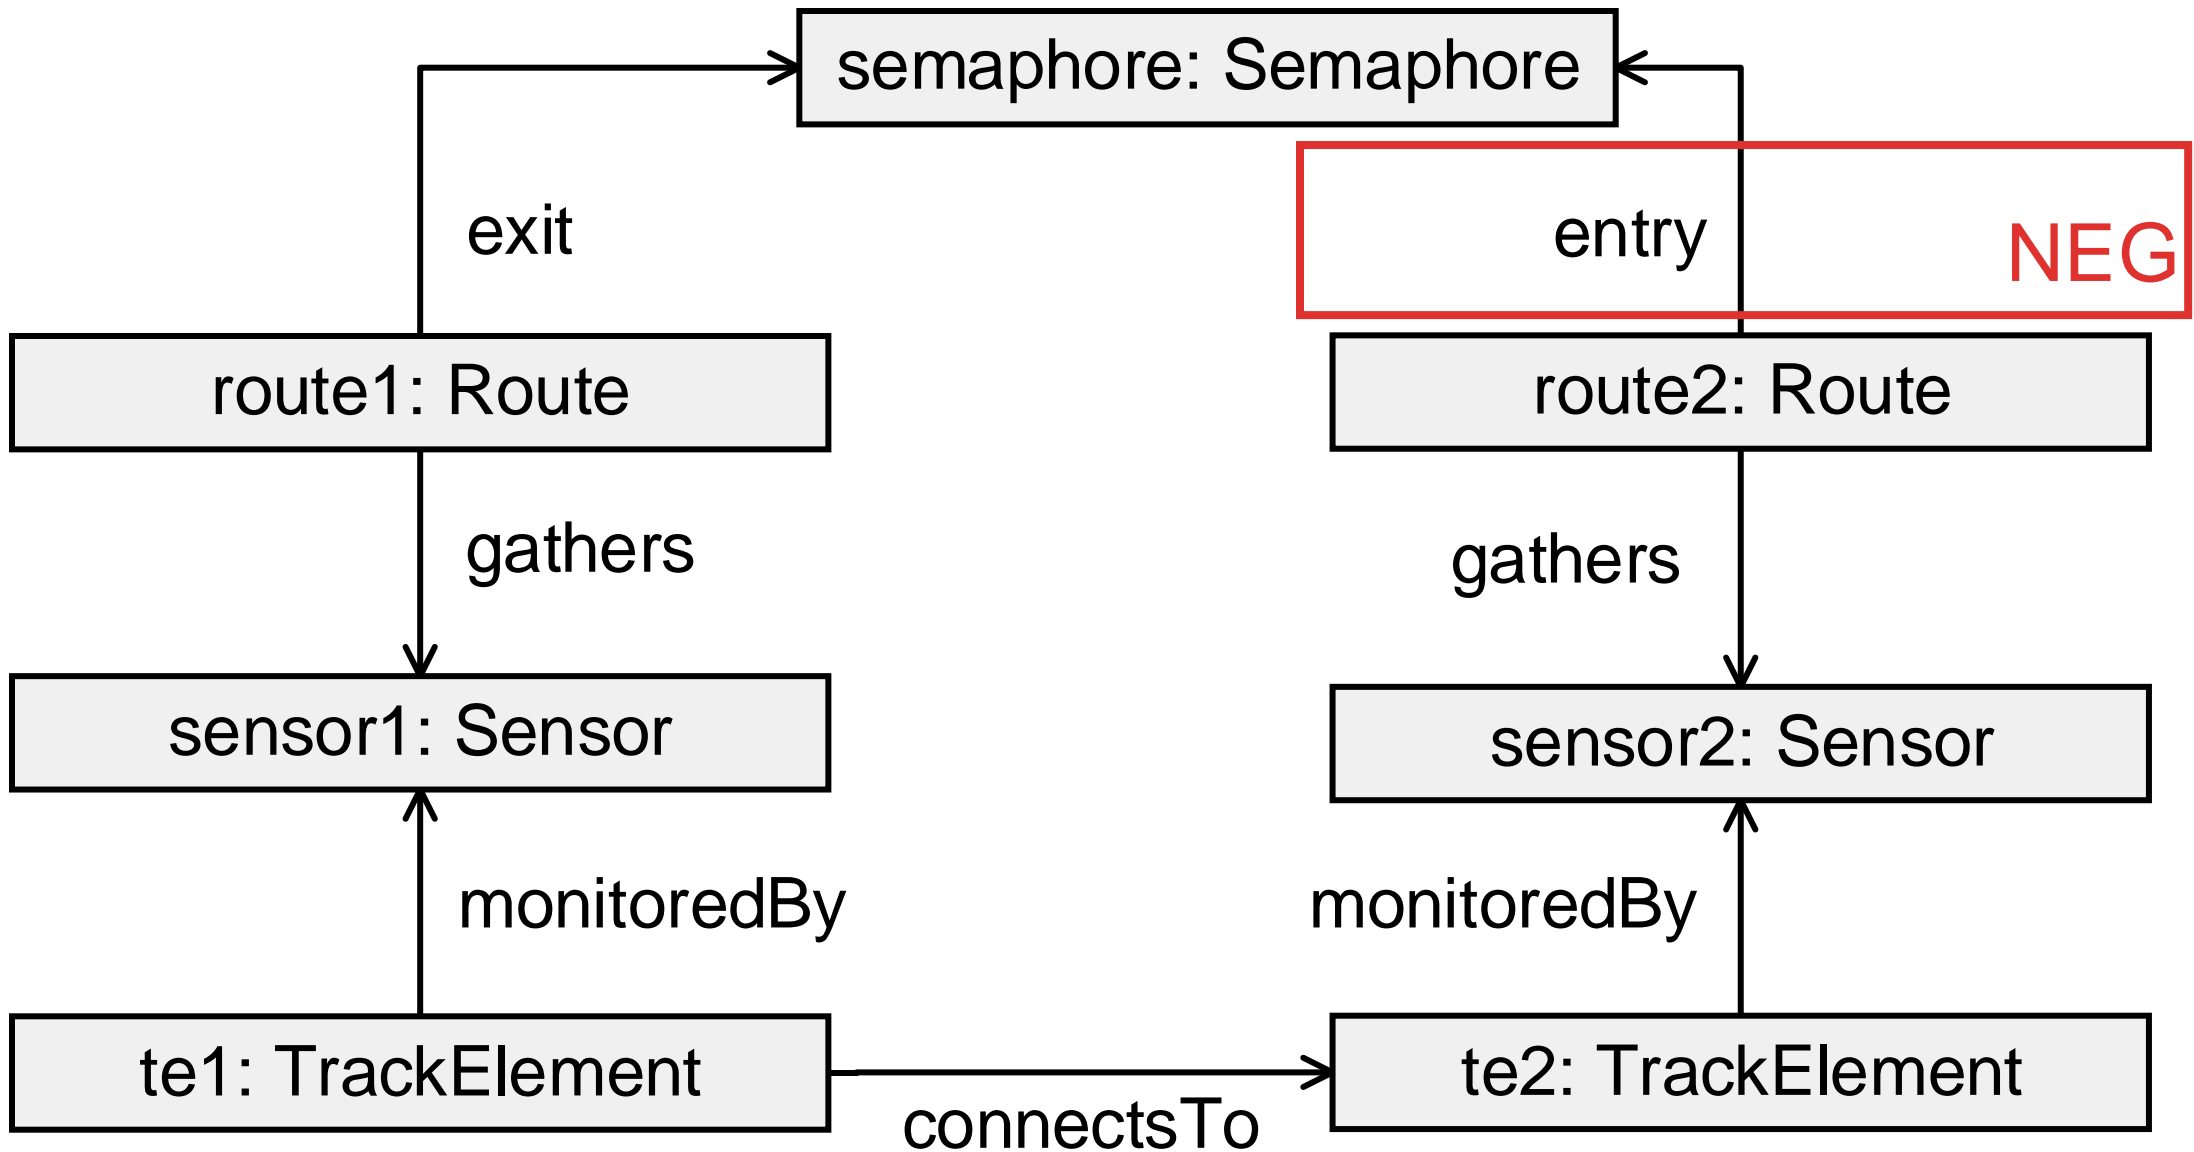 semaphore: Semaphore
exit
entry
NEG
route1: Route
route2: Route
gathers
gathers
sensor1: Sensor
sensor2: Sensor
monitoredBy
monitoredBy
te1: TrackElement
te2: TrackElement
connectsTo